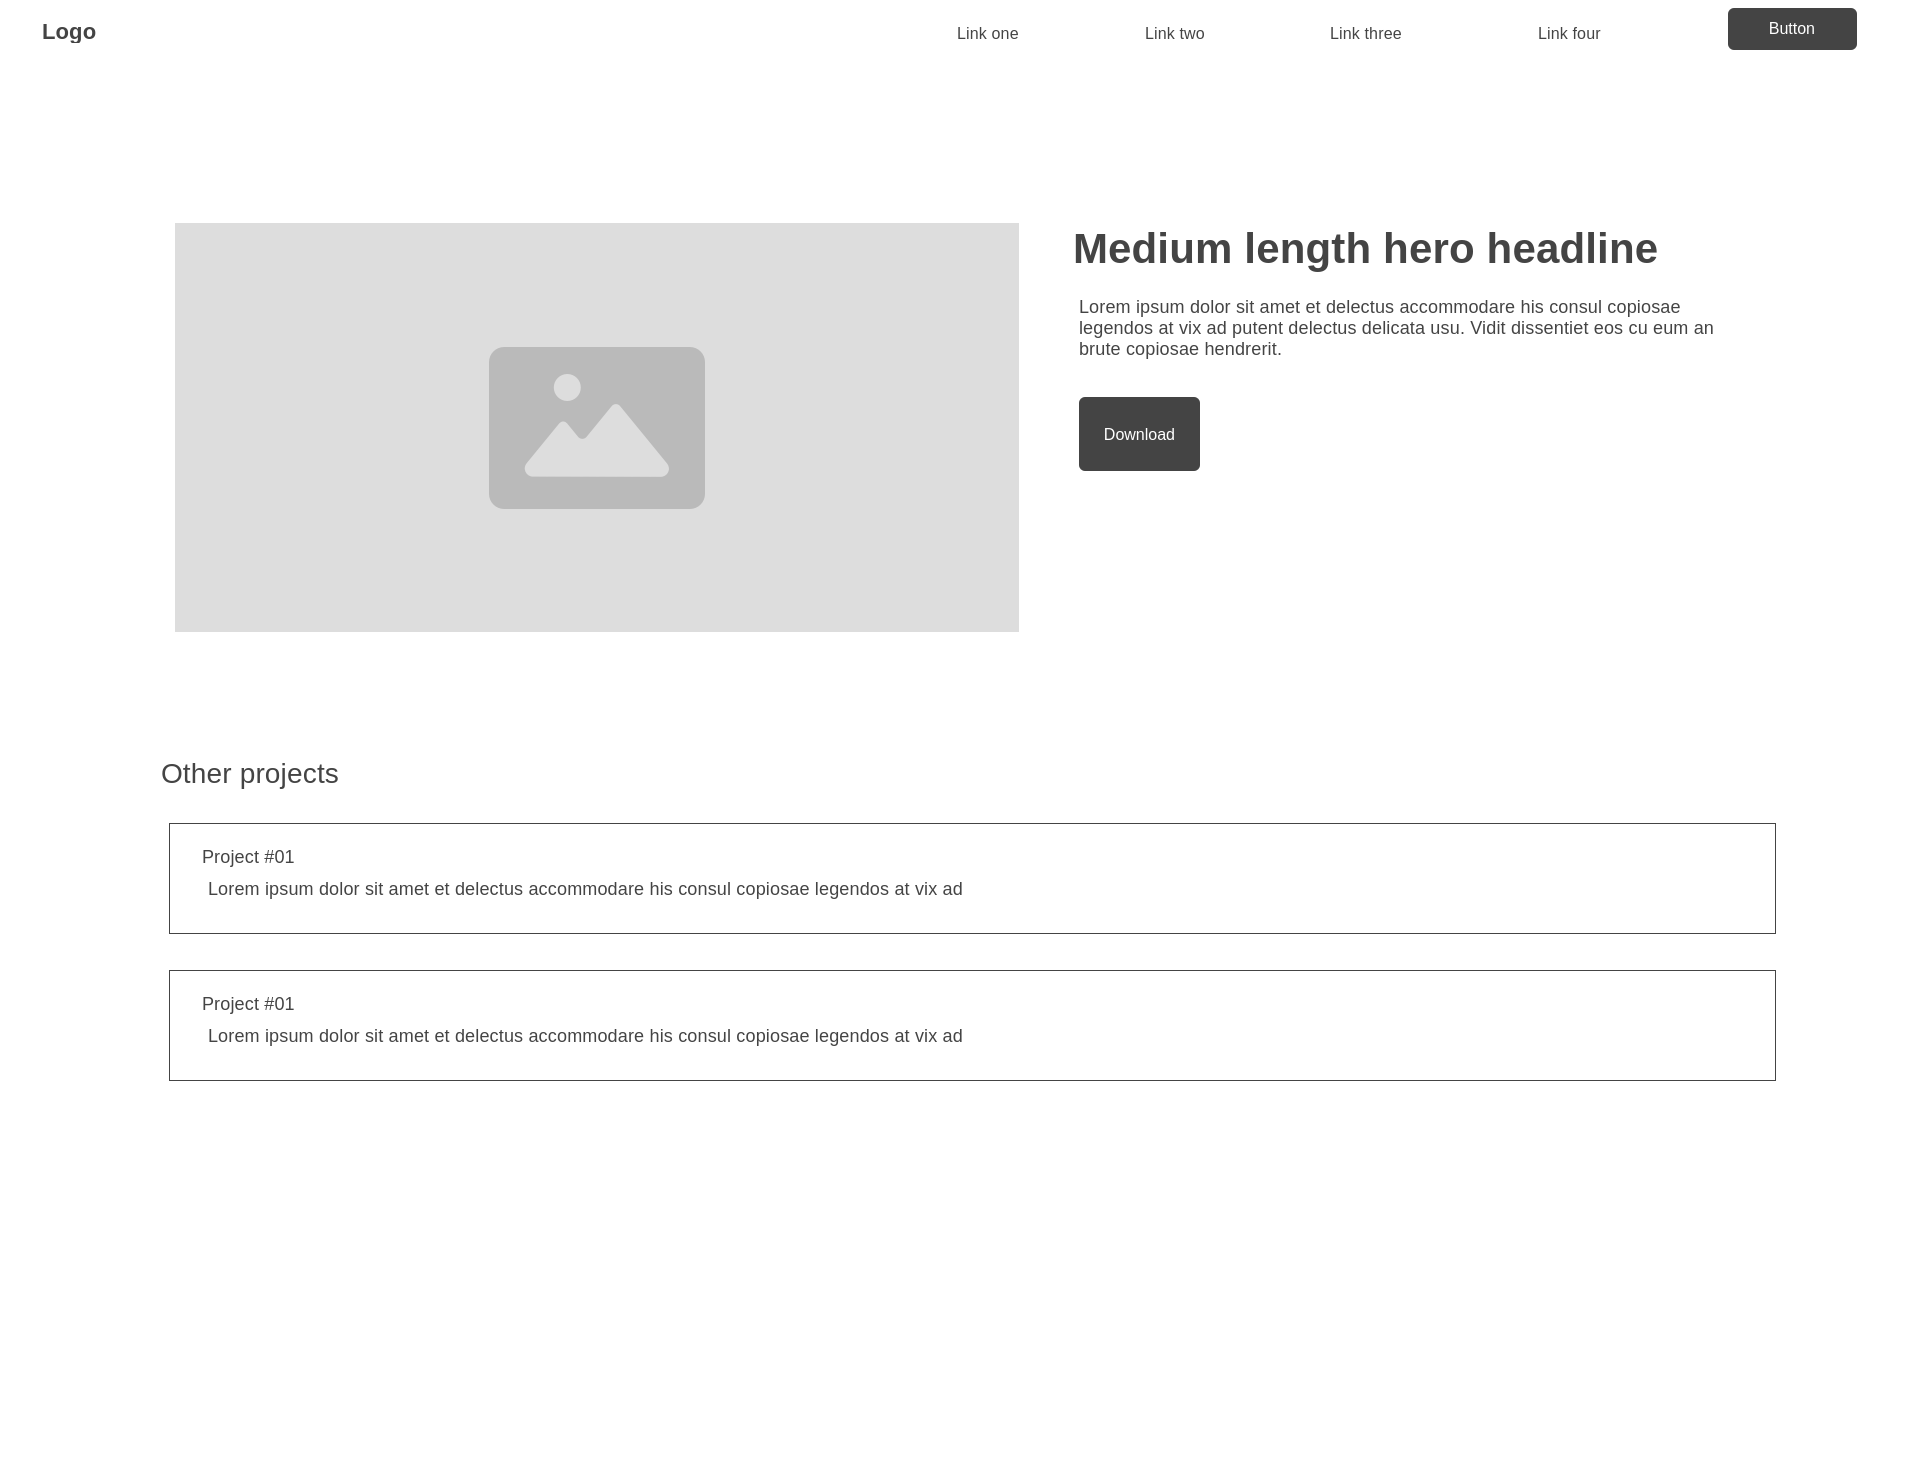 Logo
Link one
Link two
Link three
Link four
Button
Medium length hero headline
Lorem ipsum dolor sit amet et delectus accommodare his consul copiosae
legendos at vix ad putent delectus delicata usu. Vidit dissentiet eos cu eum an
brute copiosae hendrerit.
Download
Other projects
Project #01
Lorem ipsum dolor sit amet et delectus accommodare his consul copiosae legendos at vix ad
Project #01
Lorem ipsum dolor sit amet et delectus accommodare his consul copiosae legendos at vix ad